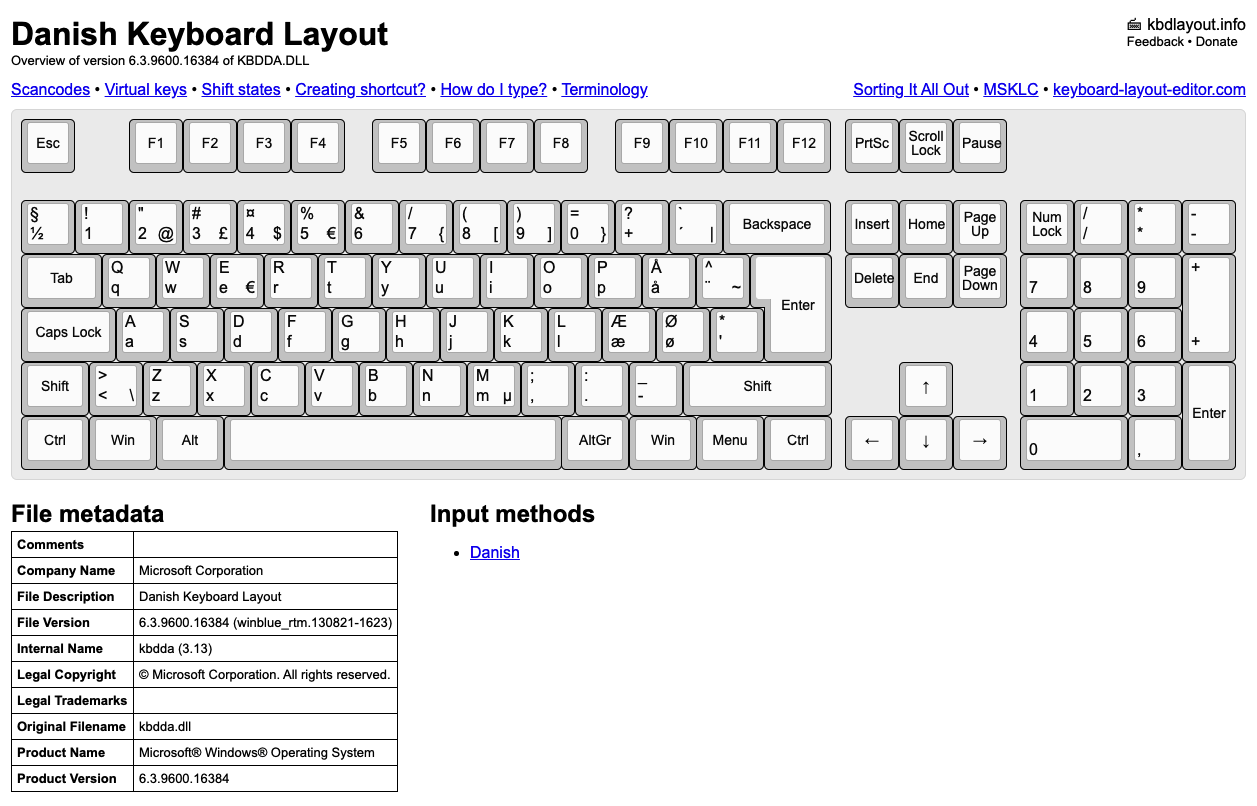 Danish Keyboard Layout
Overview of version 6.3.9600.16384 of KBDDA.DLL
kbdlayout.info
Feedback • Donate
Scancodes • Virtual keys • Shift states • Creating shortcut? • How do I type? • Terminology
Sorting It All Out • MSKLC • keyboard-layout-editor.com
Esc F1 F2 F3 F4 F5 F6 F7 F8 F9 F10 F11 F12 PrtSc Scroll Lock Pause
§ ! " # ¤ % & / ( ) = ? ` Backspace Insert Home Page Up Num Lock / * -
½ 1 2 @ 3 £ 4 $ 5 € 6 7 { 8 [ 9 ] 0 } + ´ | / * -
Tab Q W E R T Y U I O P Å ^ Enter Delete End Page Down 7 8 9 +
q w e € r t y u i o p å ¨ ~
Caps Lock A S D F G H J K L Æ Ø * 4 5 6 +
a s d f g h j k l æ ø '
Shift > Z X C V B N M ; : _ Shift ↑ 1 2 3 Enter
< \ z x c v b n m µ , . -
Ctrl Win Alt AltGr Win Menu Ctrl ← ↓ → 0 ,
File metadata
Comments
Company Name Microsoft Corporation
File Description Danish Keyboard Layout
File Version 6.3.9600.16384 (winblue_rtm.130821-1623)
Internal Name kbdda (3.13)
Legal Copyright © Microsoft Corporation. All rights reserved.
Legal Trademarks
Original Filename kbdda.dll
Product Name Microsoft® Windows® Operating System
Product Version 6.3.9600.16384
Input methods
• Danish